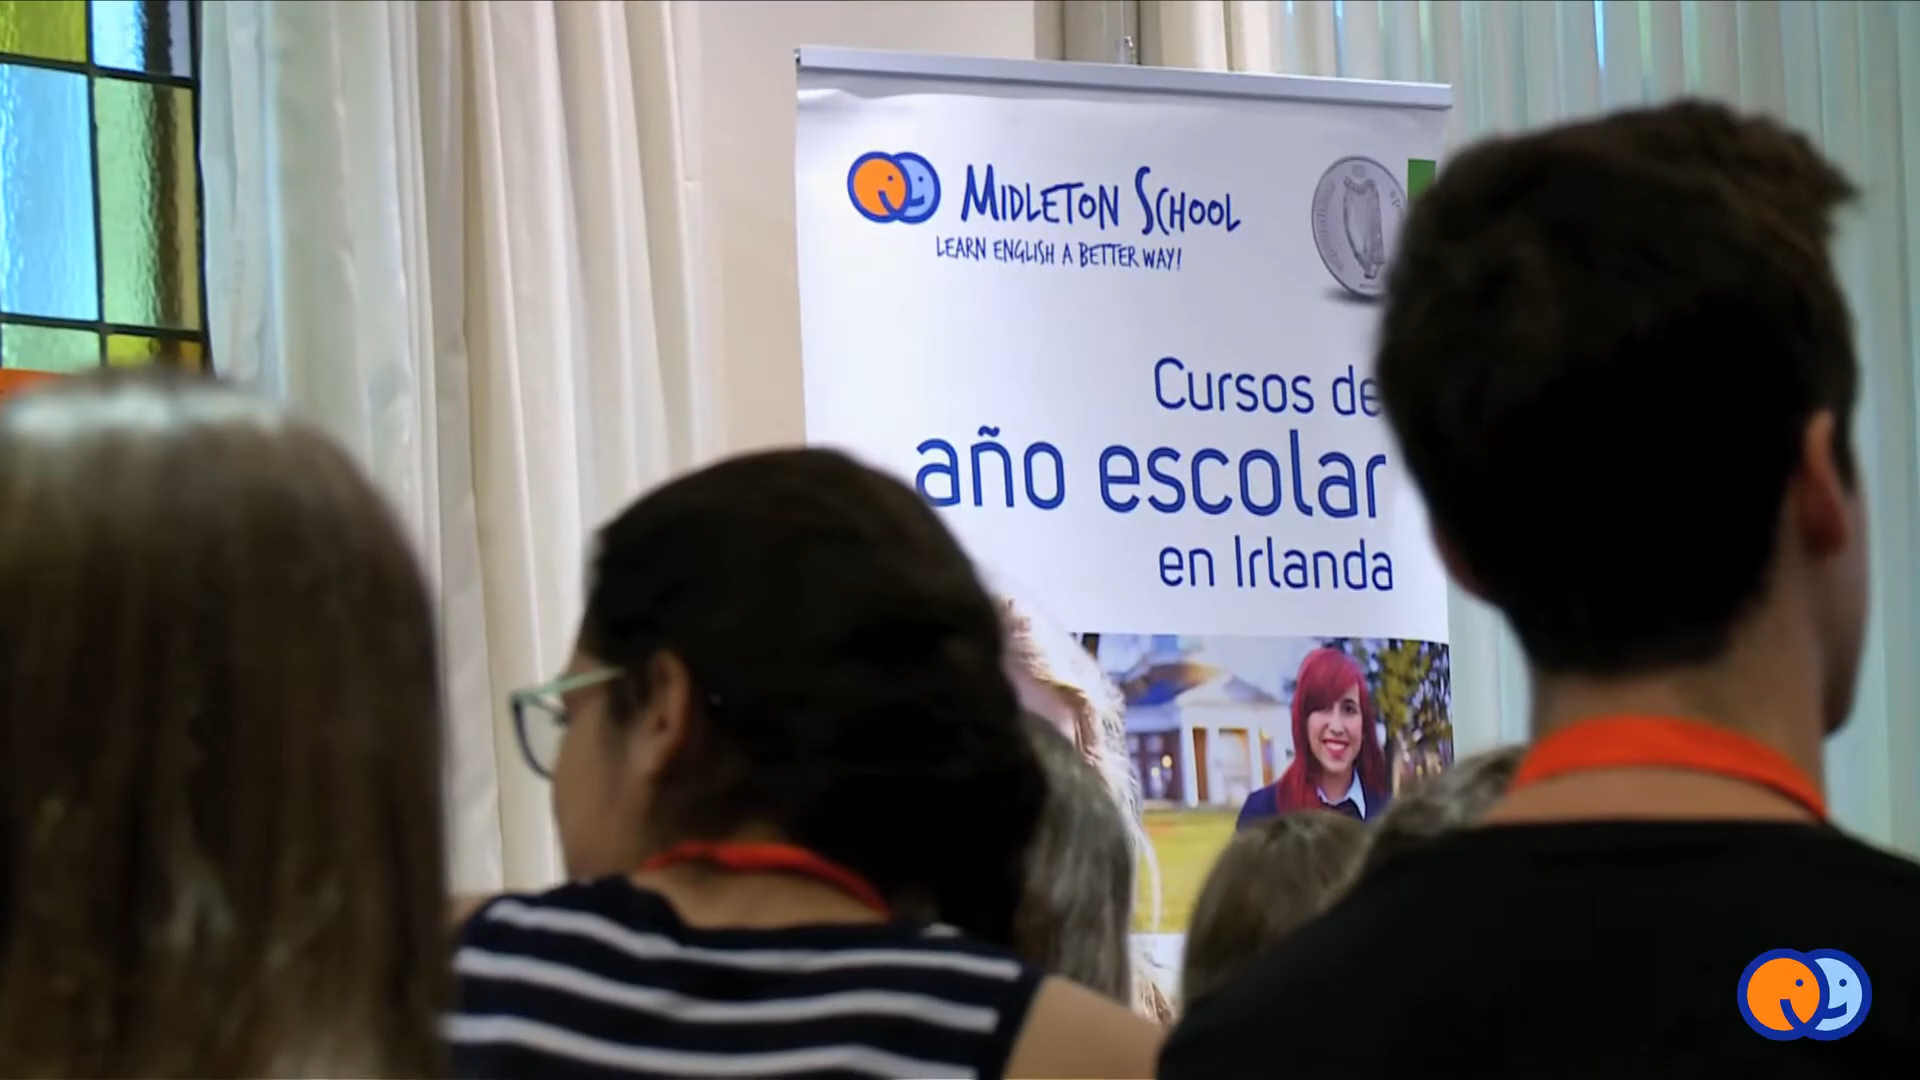 MIDLETON SCHOOL
LEARN ENGLISH A BETTER WAY!
Cursos de
año escolar
en Irlanda